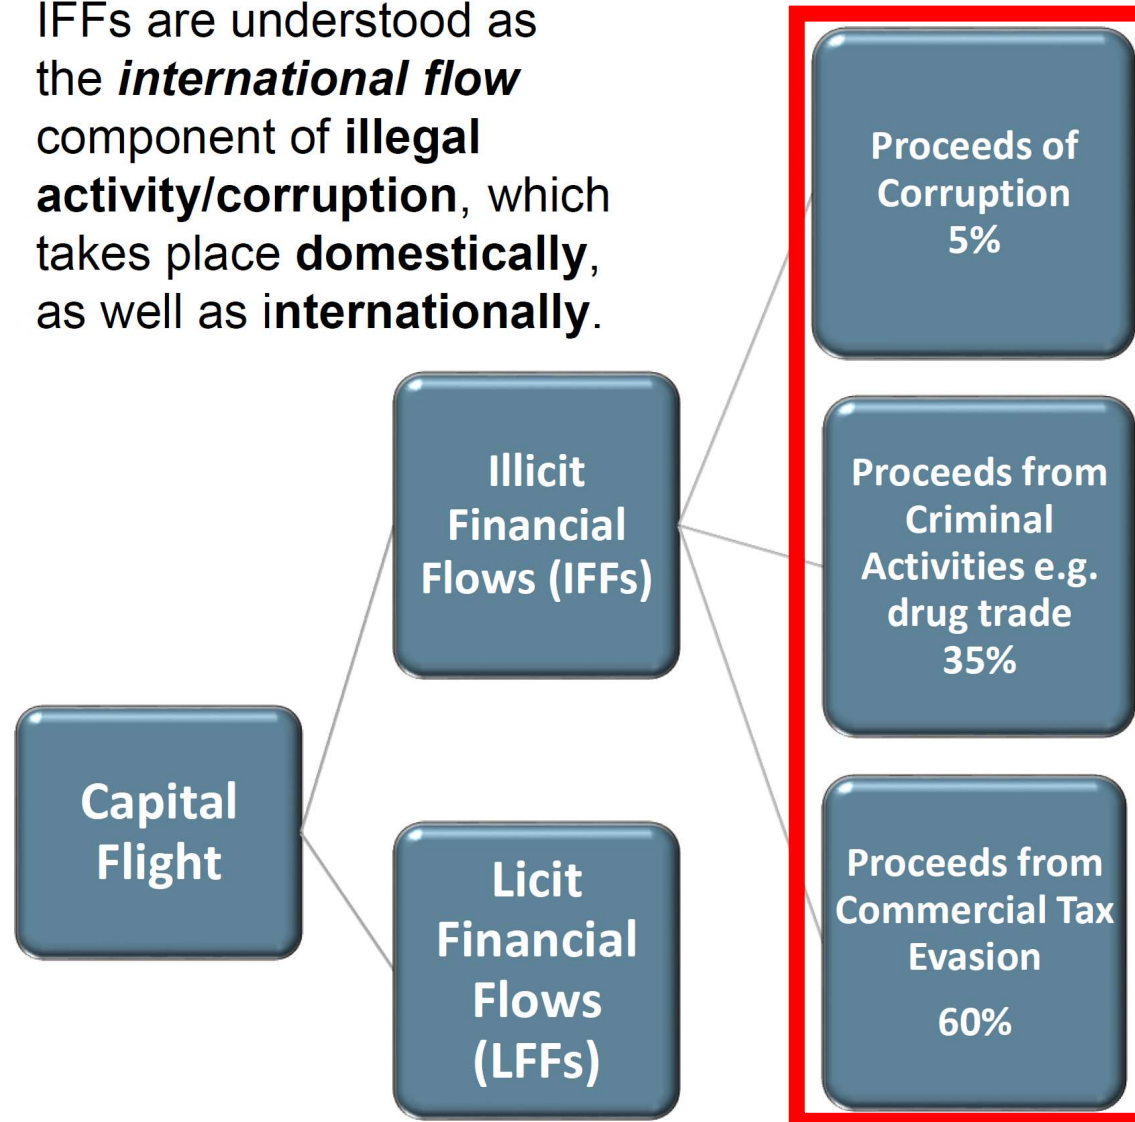 IFFs are understood as
the international flow
component of illegal
activity/corruption, which
takes place domestically,
as well as internationally.
Capital
Flight
Illicit
Financial
Flows (IFFs)
Licit
Financial
Flows
(LFFs)
Proceeds of
Corruption
5%
Proceeds from
Criminal
Activities e.g.
drug trade
35%
Proceeds from
Commercial Tax
Evasion
60%